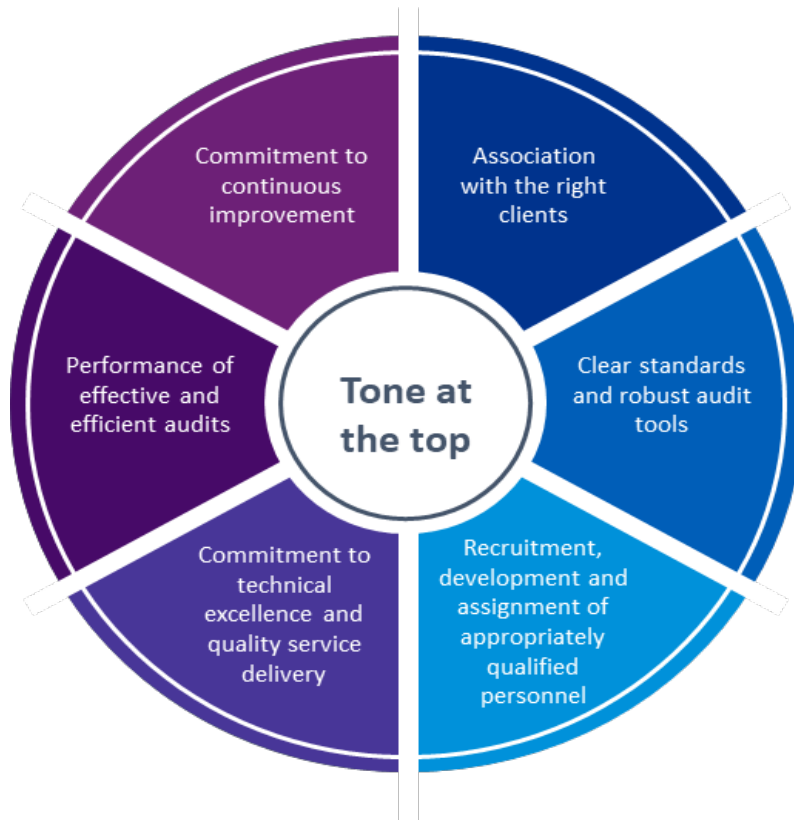 Commitment to
continuous
improvement
Association
with the right
clients
Performance of
effective and
efficient audits
Tone at
the top
Clear standards
and robust audit
tools
Commitment to
technical
excellence and
quality service
delivery
Recruitment,
development and
assignment of
appropriately
qualified
personnel